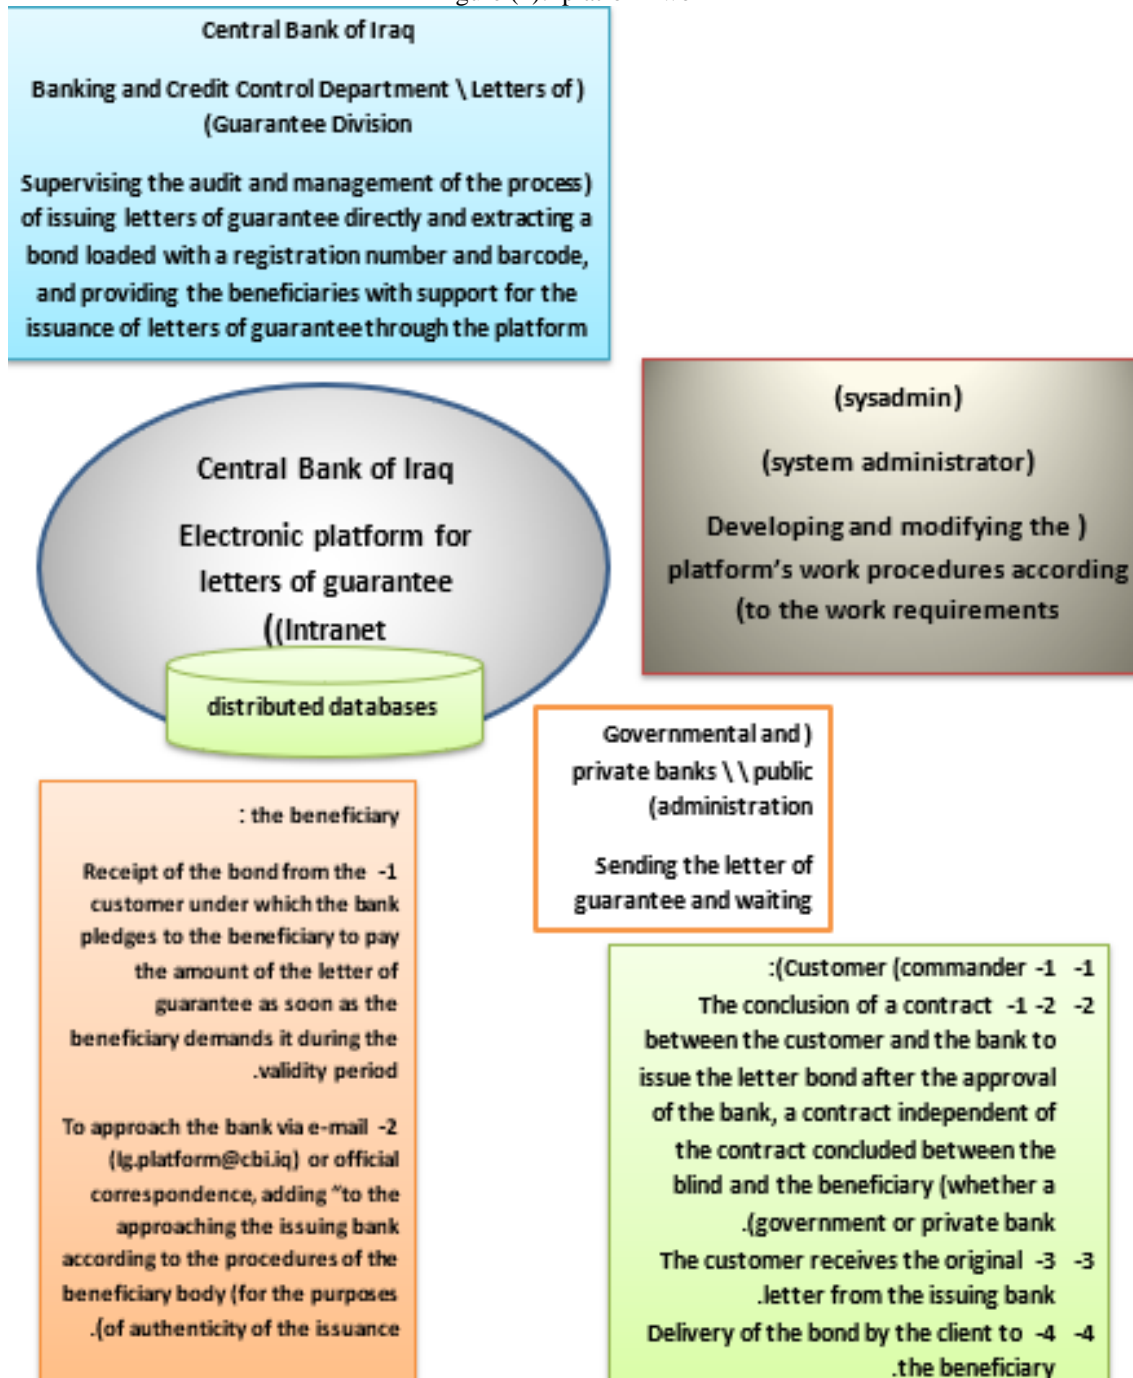 Central Bank of Iraq
Banking and Credit Control Department \ Letters of )
(Guarantee Division
Supervising the audit and management of the process)
of issuing letters of guarantee directly and extracting a
bond loaded with a registration number and barcode,
and providing the beneficiaries with support for the
issuance of letters of guarantee through the platform
(sysadmin)
(system administrator)
Developing and modifying the )
platform's work procedures according
(to the work requirements
Central Bank of Iraq
Electronic platform for
letters of guarantee
((Intranet
distributed databases
Governmental and )
private banks \ \ public
(administration
Sending the letter of
guarantee and waiting
: the beneficiary
Receipt of the bond from the -1
customer under which the bank
pledges to the beneficiary to pay
the amount of the letter of
guarantee as soon as the
beneficiary demands it during the
.validity period
To approach the bank via e-mail -2
(lg.platform@cbi.iq) or official
correspondence, adding "to the
approaching the issuing bank
according to the procedures of the
beneficiary body (for the purposes
.(of authenticity of the issuance
:(Customer (commander -1 -1
The conclusion of a contract -1 -2 -2
between the customer and the bank to
issue the letter bond after the approval
of the bank, a contract independent of
the contract concluded between the
blind and the beneficiary (whether a
.(government or private bank
The customer receives the original -3 -3
.letter from the issuing bank
Delivery of the bond by the client to -4 -4
.the beneficiary